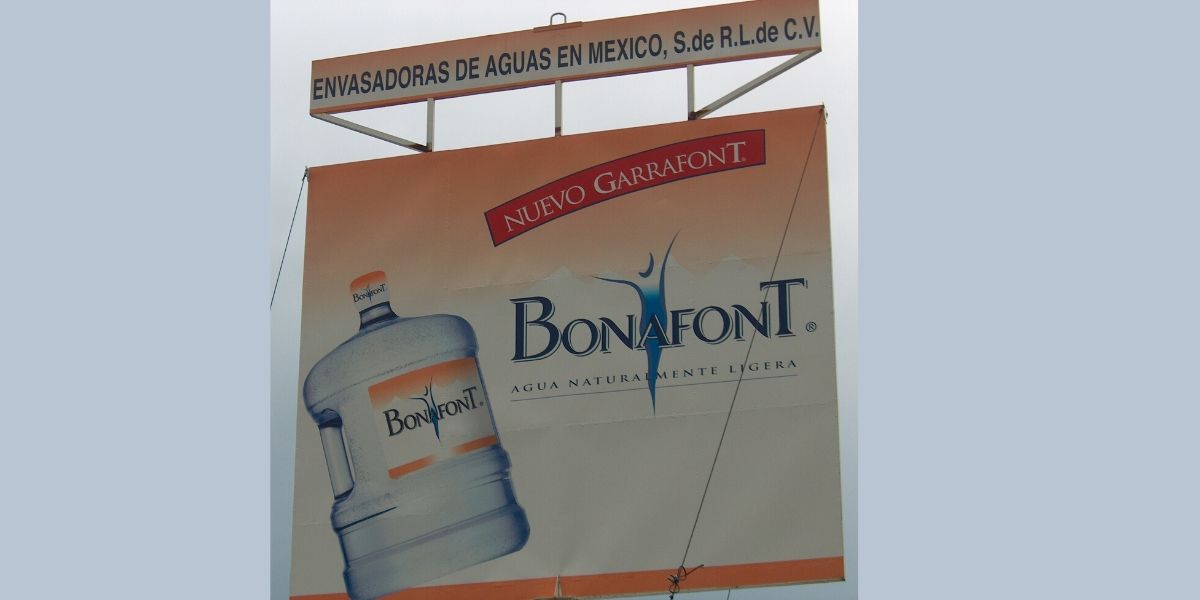 ENVASADORAS DE AGUAS EN MEXICO, S.de R.L.de C.V.
NUEVO GARRAFONT®
BONAFONT®
AGUA NATURALMENTE LIGERA
BONAFONT
BONAFONT®